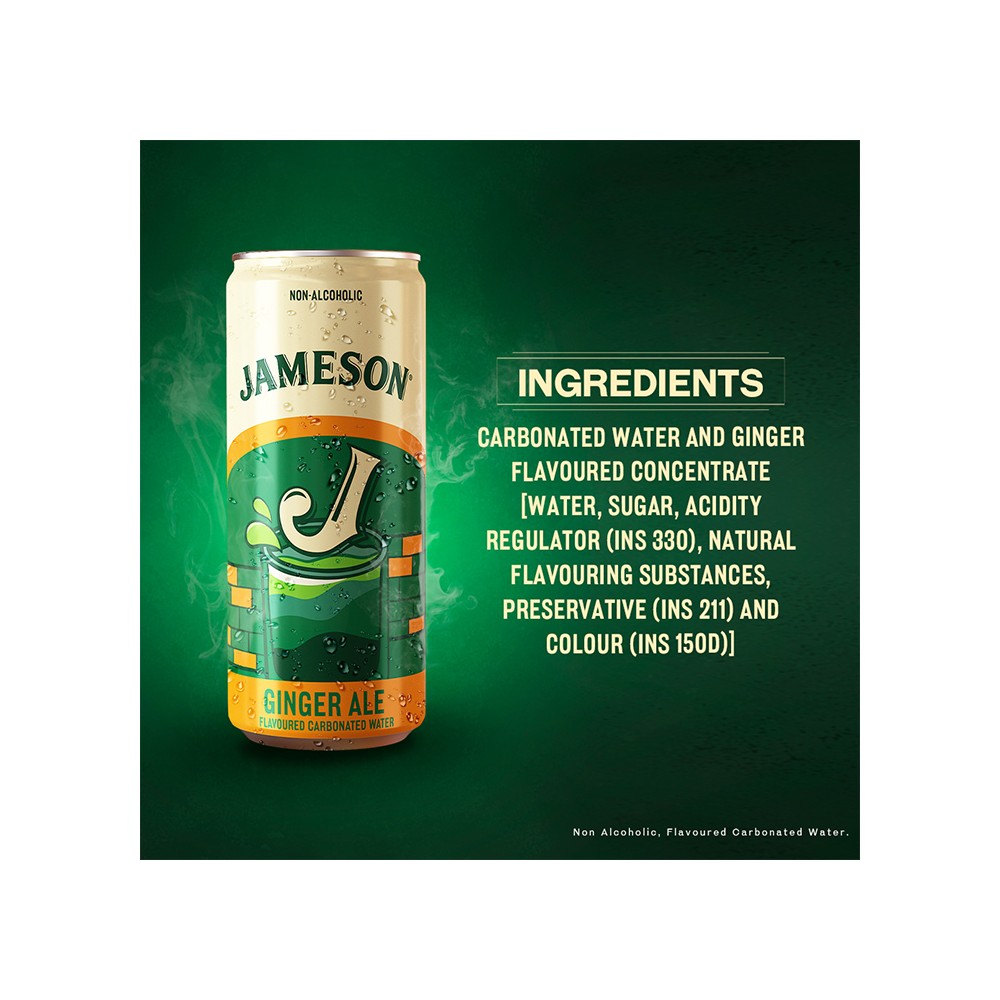 NON-ALCOHOLIC
JAMESON®
J
GINGER ALE
FLAVOURED CARBONATED WATER
INGREDIENTS
CARBONATED WATER AND GINGER
FLAVOURED CONCENTRATE
[WATER, SUGAR, ACIDITY
REGULATOR (INS 330), NATURAL
FLAVOURING SUBSTANCES,
PRESERVATIVE (INS 211) AND
COLOUR (INS 150D)]
Non Alcoholic, Flavoured Carbonated Water.